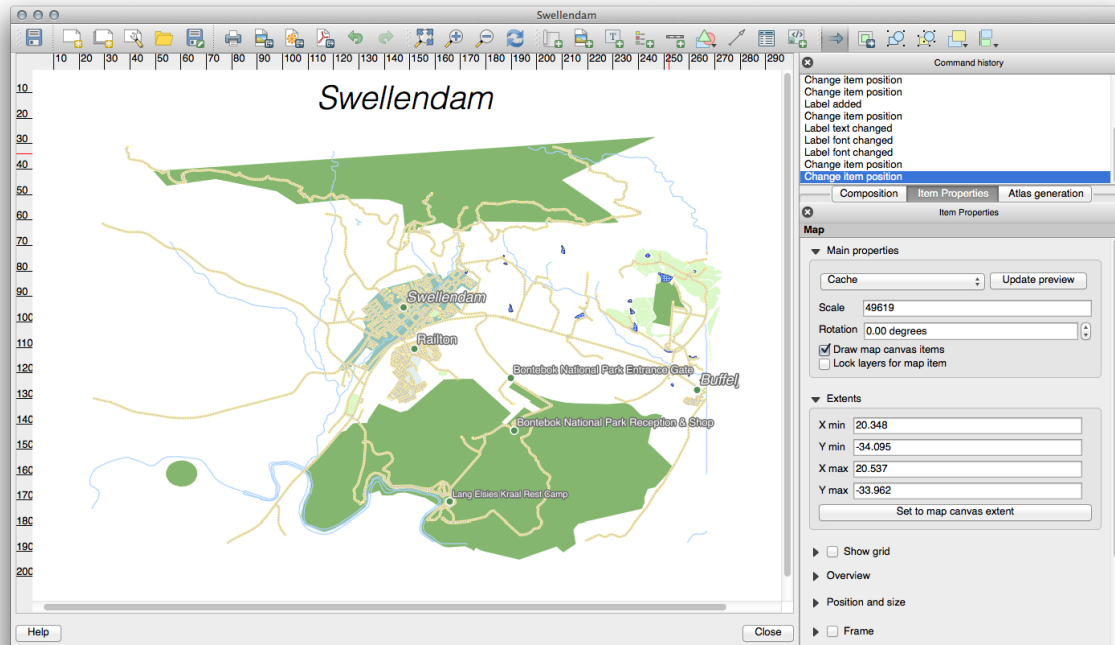 Swellendam
10 20 30 40 50 60 70 80 90 100 110 120 130 140 150 160 170 180 190 200 210 220 230 240 250 260 270 280 290
Command history
Change item position
Change item position
Label added
Change item position
Label text changed
Label font changed
Label font changed
Change item position
Change item position
Composition Item Properties Atlas generation
Item Properties
Map
Main properties
Cache Update preview
Scale 49619
Rotation 0.00 degrees
Draw map canvas items
Lock layers for map item
Extents
X min 20.348
Y min -34.095
X max 20.537
Y max -33.962
Set to map canvas extent
Show grid
Overview
Position and size
Frame
10
20
30
40
50
60
70
80
90
100
110
120
130
140
150
160
170
180
190
200
Swellendam
Swellendam
Railton
Bontebok National Park Entrance Gate
Buffel
Bontebok National Park Reception & Shop
Lang Elsies Kraal Rest Camp
Help Close